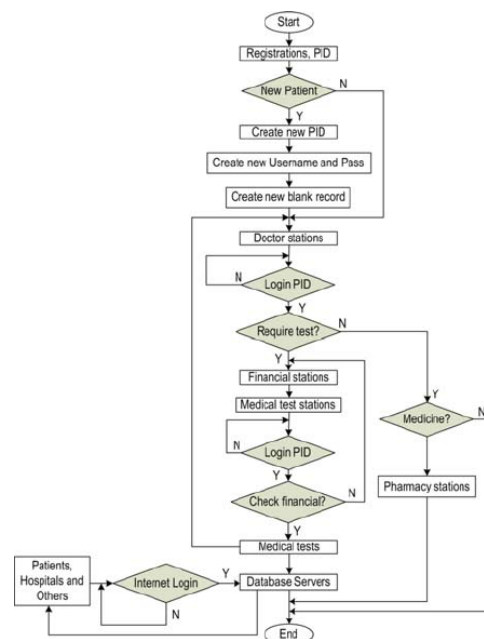 Start
Registrations, PID
New Patient
N
Y
Create new PID
Create new Username and Pass
Create new blank record
Doctor stations
Login PID
N
Y
Require test?
N
Y
Financial stations
Medical test stations
Y
Medicine?
N
Login PID
N
Y
Pharmacy stations
Check financial?
N
Y
Medical tests
Patients,
Hospitals and
Others
Internet Login
Y
N
Database Servers
End